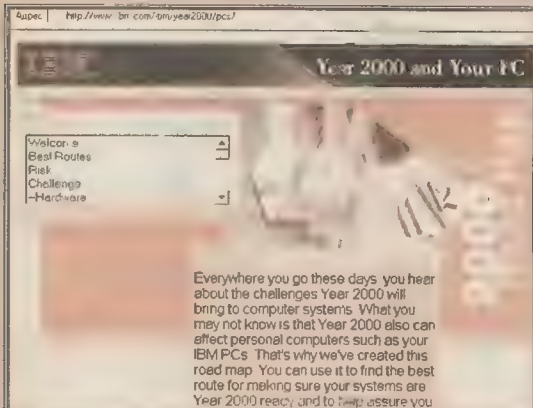 Адрес http://www.ibm.com/ibm/year2000/pcs/
IBM
Year 2000 and Your PC
Welcome
Best Routes
Risk
Challenge
--Hardware
Everywhere you go these days you hear
about the challenges Year 2000 will
bring to computer systems. What you
may not know is that Year 2000 also can
affect personal computers such as your
IBM PCs. That's why we've created this
road map. You can use it to find the best
route for making sure your systems are
Year 2000 ready and to help assure you